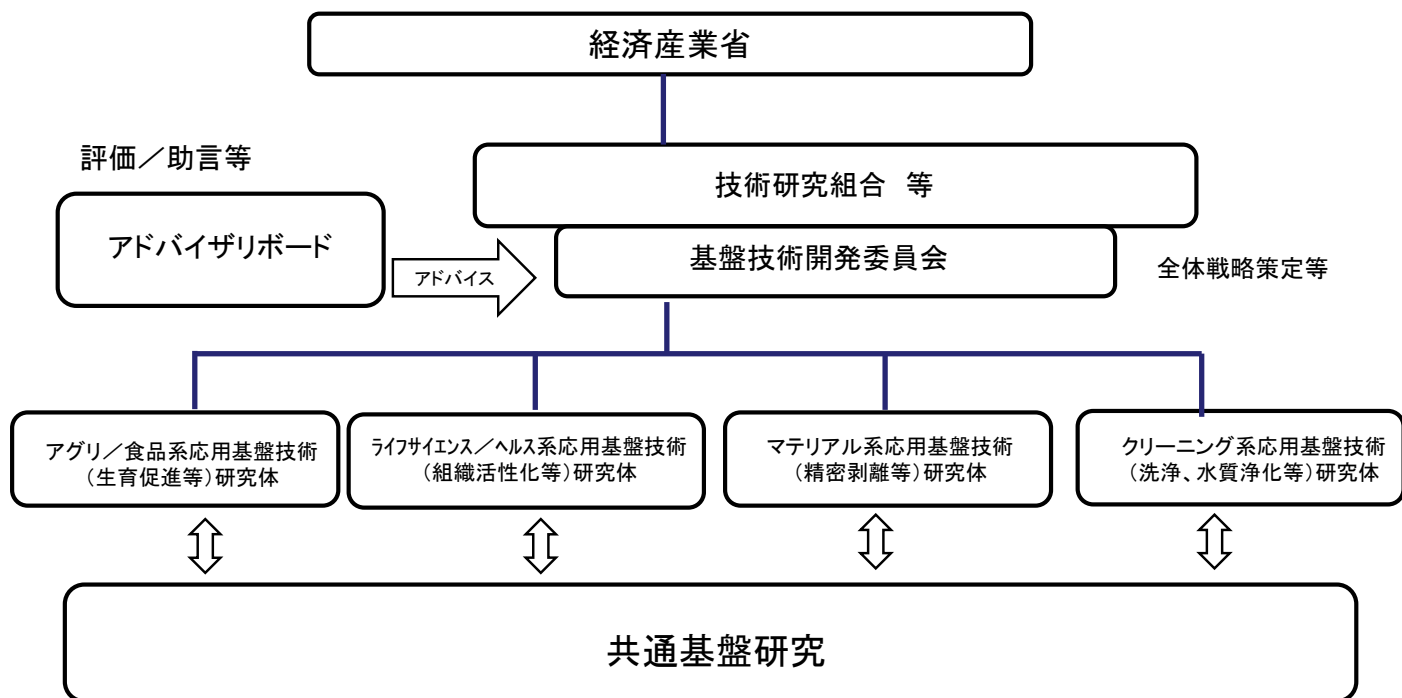 経済産業省
評価／助言等
技術研究組合　等
アドバイザリボード
アドバイス
基盤技術開発委員会
全体戦略策定等
アグリ／食品系応用基盤技術
（生育促進等）研究体
ﾗｲﾌｻｲｴﾝｽ／ﾍﾙｽ系応用基盤技術
（組織活性化等）研究体
マテリアル系応用基盤技術
（精密剥離等）研究体
クリーニング系応用基盤技術
（洗浄、水質浄化等）研究体
共通基盤研究